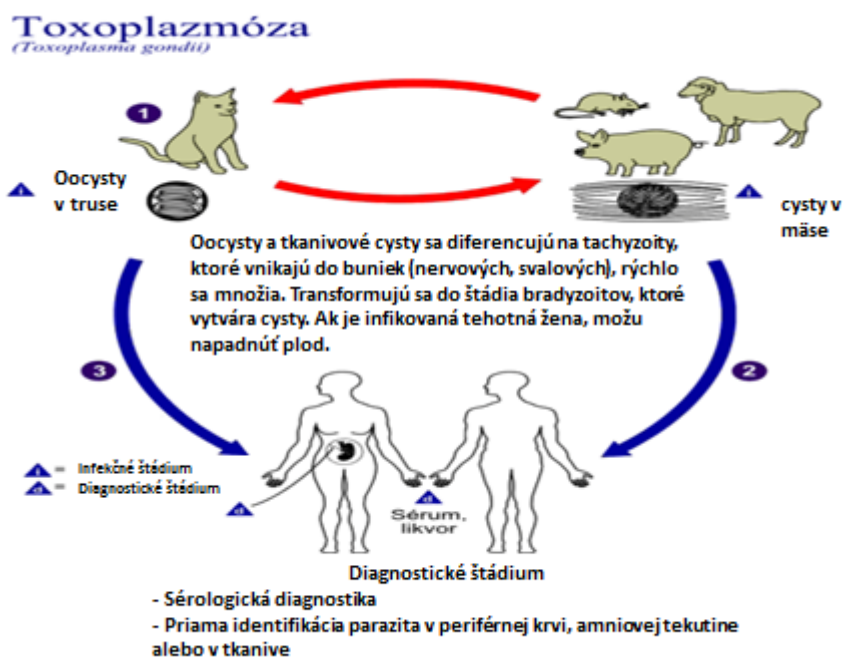 Toxoplazmóza
(Toxoplasma gondii)
1
i
Oocysty
v truse
i
cysty v
mäse
Oocysty a tkanivové cysty sa diferencujú na tachyzoity,
ktoré vnikajú do buniek (nervových, svalových), rýchlo
sa množia. Transformujú sa do štádia bradyzoitov, ktoré
vytvára cysty. Ak je infikovaná tehotná žena, možu
napadnúť plod.
3
2
i = Infekčné štádium
d = Diagnostické štádium
d
d
Sérum,
likvor
Diagnostické štádium
- Sérologická diagnostika
- Priama identifikácia parazita v periférnej krvi, amniovej tekutine
alebo v tkanive